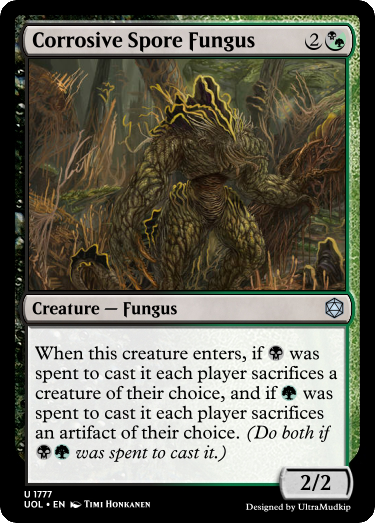 Corrosive Spore Fungus 2
Creature — Fungus
When this creature enters, if was
spent to cast it each player sacrifices a
creature of their choice, and if was
spent to cast it each player sacrifices
an artifact of their choice. (Do both if
was spent to cast it.)
2/2
U 1777
UOL • EN Timi Honkanen
Designed by UltraMudkip